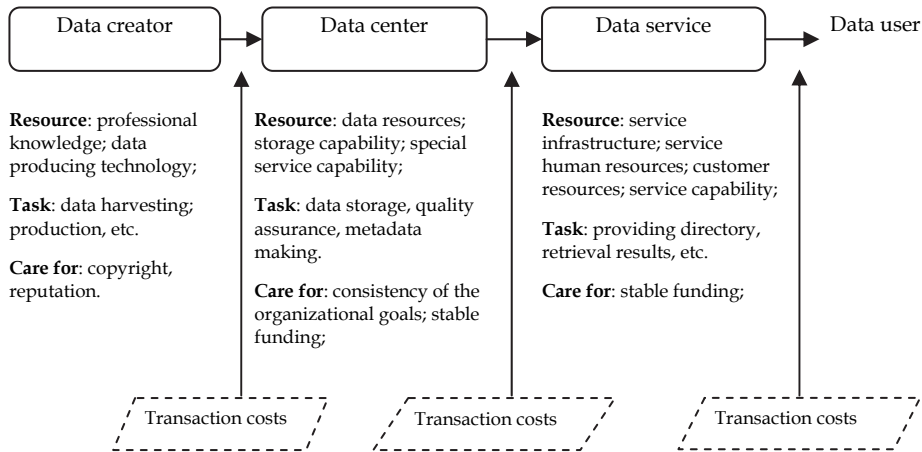 Data creator
Data center
Data service
Data user
Resource: professional
knowledge; data
producing technology;
Task: data harvesting;
production, etc.
Care for: copyright,
reputation.
Resource: data resources;
storage capability; special
service capability;
Task: data storage, quality
assurance, metadata
making.
Care for: consistency of the
organizational goals; stable
funding;
Resource: service
infrastructure; service
human resources; customer
resources; service capability;
Task: providing directory,
retrieval results, etc.
Care for: stable funding;
Transaction costs
Transaction costs
Transaction costs